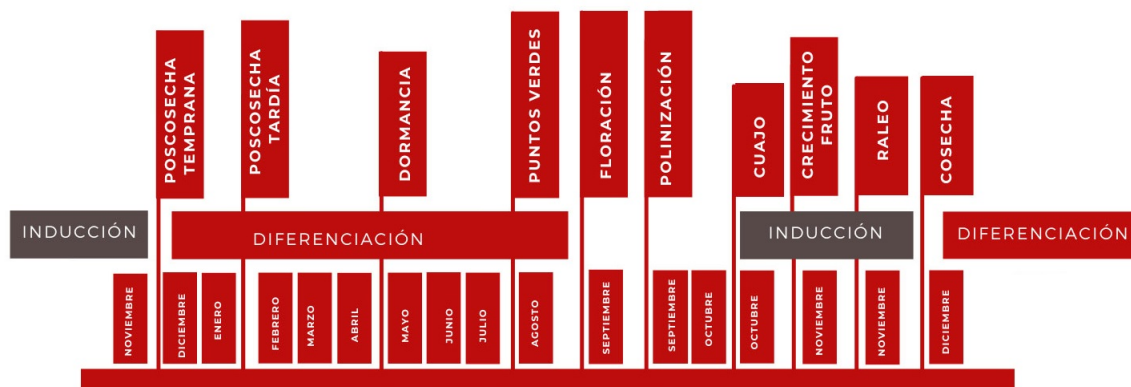 POSCOSECHA
TEMPRANA
POSCOSECHA
TARDÍA
DORMANCIA
PUNTOS VERDES
FLORACIÓN
POLINIZACIÓN
CUAJO
CRECIMIENTO
FRUTO
RALEO
COSECHA
INDUCCIÓN
DIFERENCIACIÓN
INDUCCIÓN
DIFERENCIACIÓN
NOVIEMBRE
DICIEMBRE
ENERO
FEBRERO
MARZO
ABRIL
MAYO
JUNIO
JULIO
AGOSTO
SEPTIEMBRE
SEPTIEMBRE
OCTUBRE
OCTUBRE
NOVIEMBRE
NOVIEMBRE
DICIEMBRE